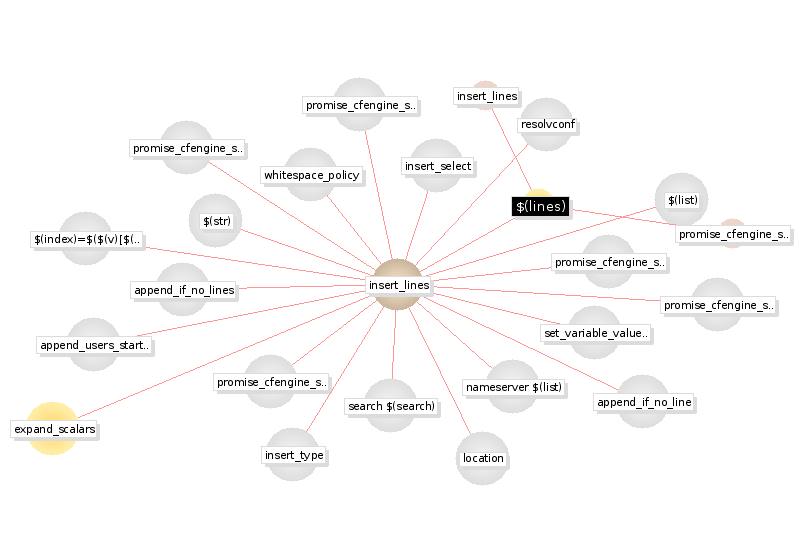 insert_lines
promise_cfengine_s..
resolvconf
promise_cfengine_s..
insert_select
whitespace_policy
$(list)
$(lines)
$(str)
promise_cfengine_s..
$(index)=$($(v)[$(..
promise_cfengine_s..
insert_lines
append_if_no_lines
promise_cfengine_s..
set_variable_value..
append_users_start..
promise_cfengine_s..
nameserver $(list)
append_if_no_line
search $(search)
expand_scalars
insert_type
location